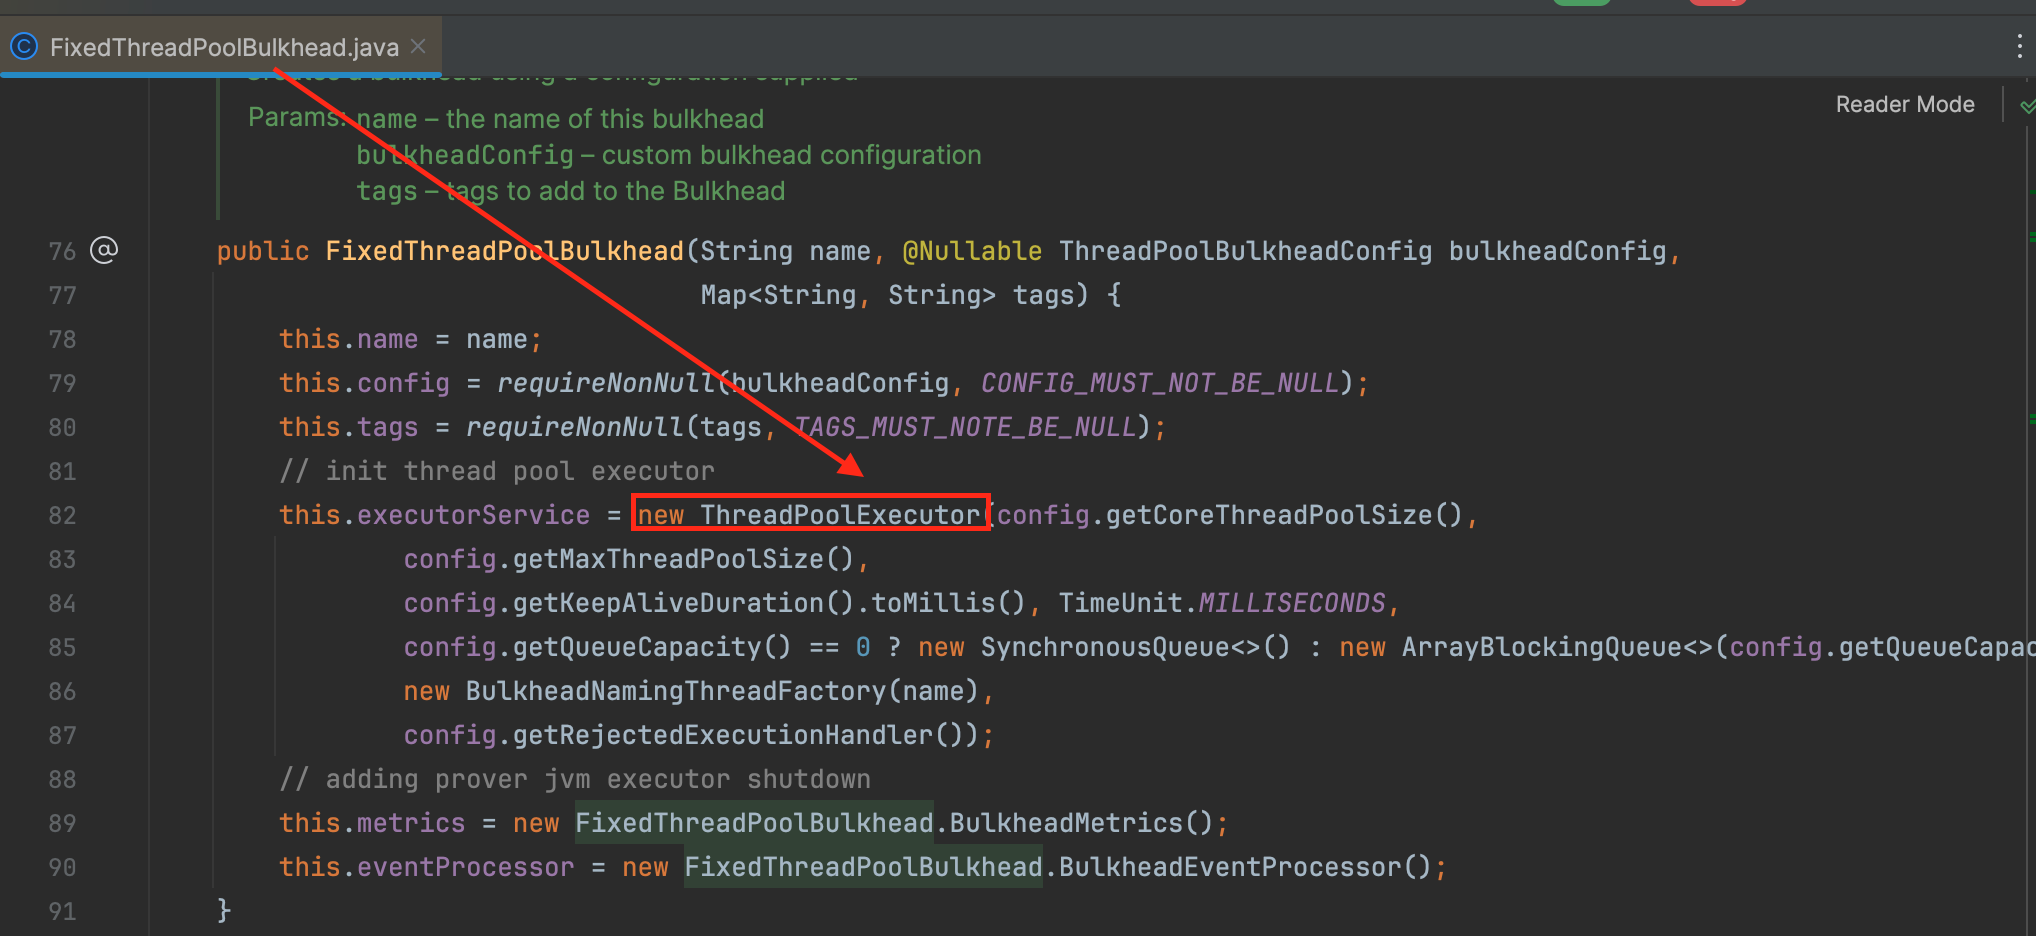 FixedThreadPoolBulkhead.java
Creates a bulkhead using a configuration supplied
Reader Mode
Params: name – the name of this bulkhead
bulkheadConfig – custom bulkhead configuration
tags – tags to add to the Bulkhead
76 @ public FixedThreadPoolBulkhead(String name, @Nullable ThreadPoolBulkheadConfig bulkheadConfig,
77 Map<String, String> tags) {
78 this.name = name;
79 this.config = requireNonNull(bulkheadConfig, CONFIG_MUST_NOT_BE_NULL);
80 this.tags = requireNonNull(tags, TAGS_MUST_NOTE_BE_NULL);
81 // init thread pool executor
82 this.executorService = new ThreadPoolExecutor(config.getCoreThreadPoolSize(),
83 config.getMaxThreadPoolSize(),
84 config.getKeepAliveDuration().toMillis(), TimeUnit.MILLISECONDS,
85 config.getQueueCapacity() == 0 ? new SynchronousQueue<>() : new ArrayBlockingQueue<>(config.getQueueCapac
86 new BulkheadNamingThreadFactory(name),
87 config.getRejectedExecutionHandler());
88 // adding prover jvm executor shutdown
89 this.metrics = new FixedThreadPoolBulkhead.BulkheadMetrics();
90 this.eventProcessor = new FixedThreadPoolBulkhead.BulkheadEventProcessor();
91 }